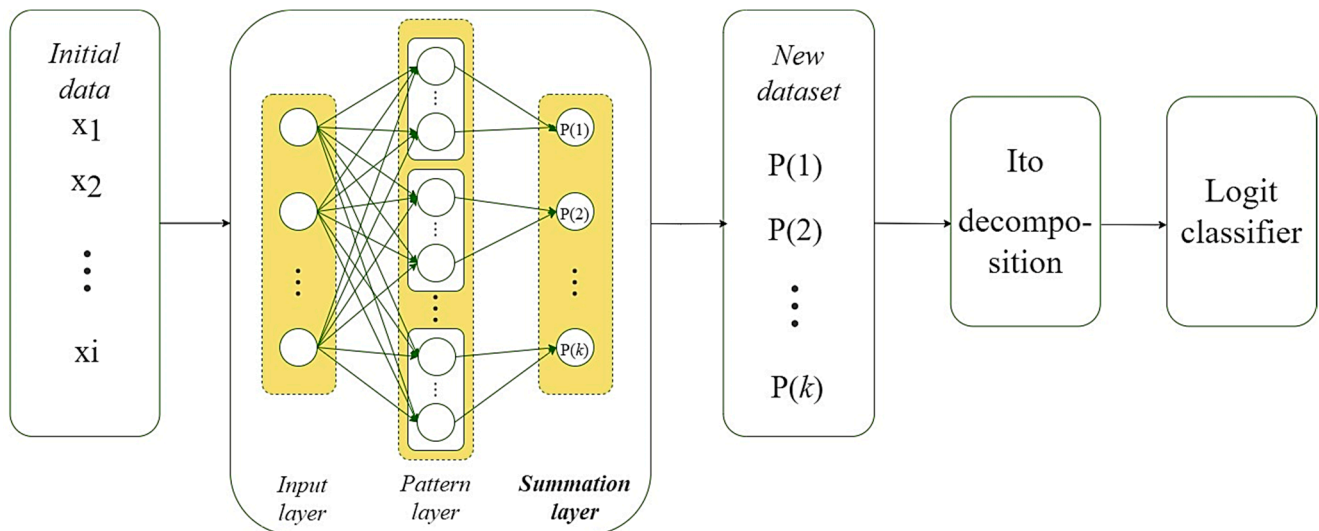 Initial
data
x1
x2
xi
P(1)
P(2)
P(k)
Input
layer
Pattern
layer
Summation
layer
New
dataset
P(1)
P(2)
P(k)
Ito
decompo-
sition
Logit
classifier